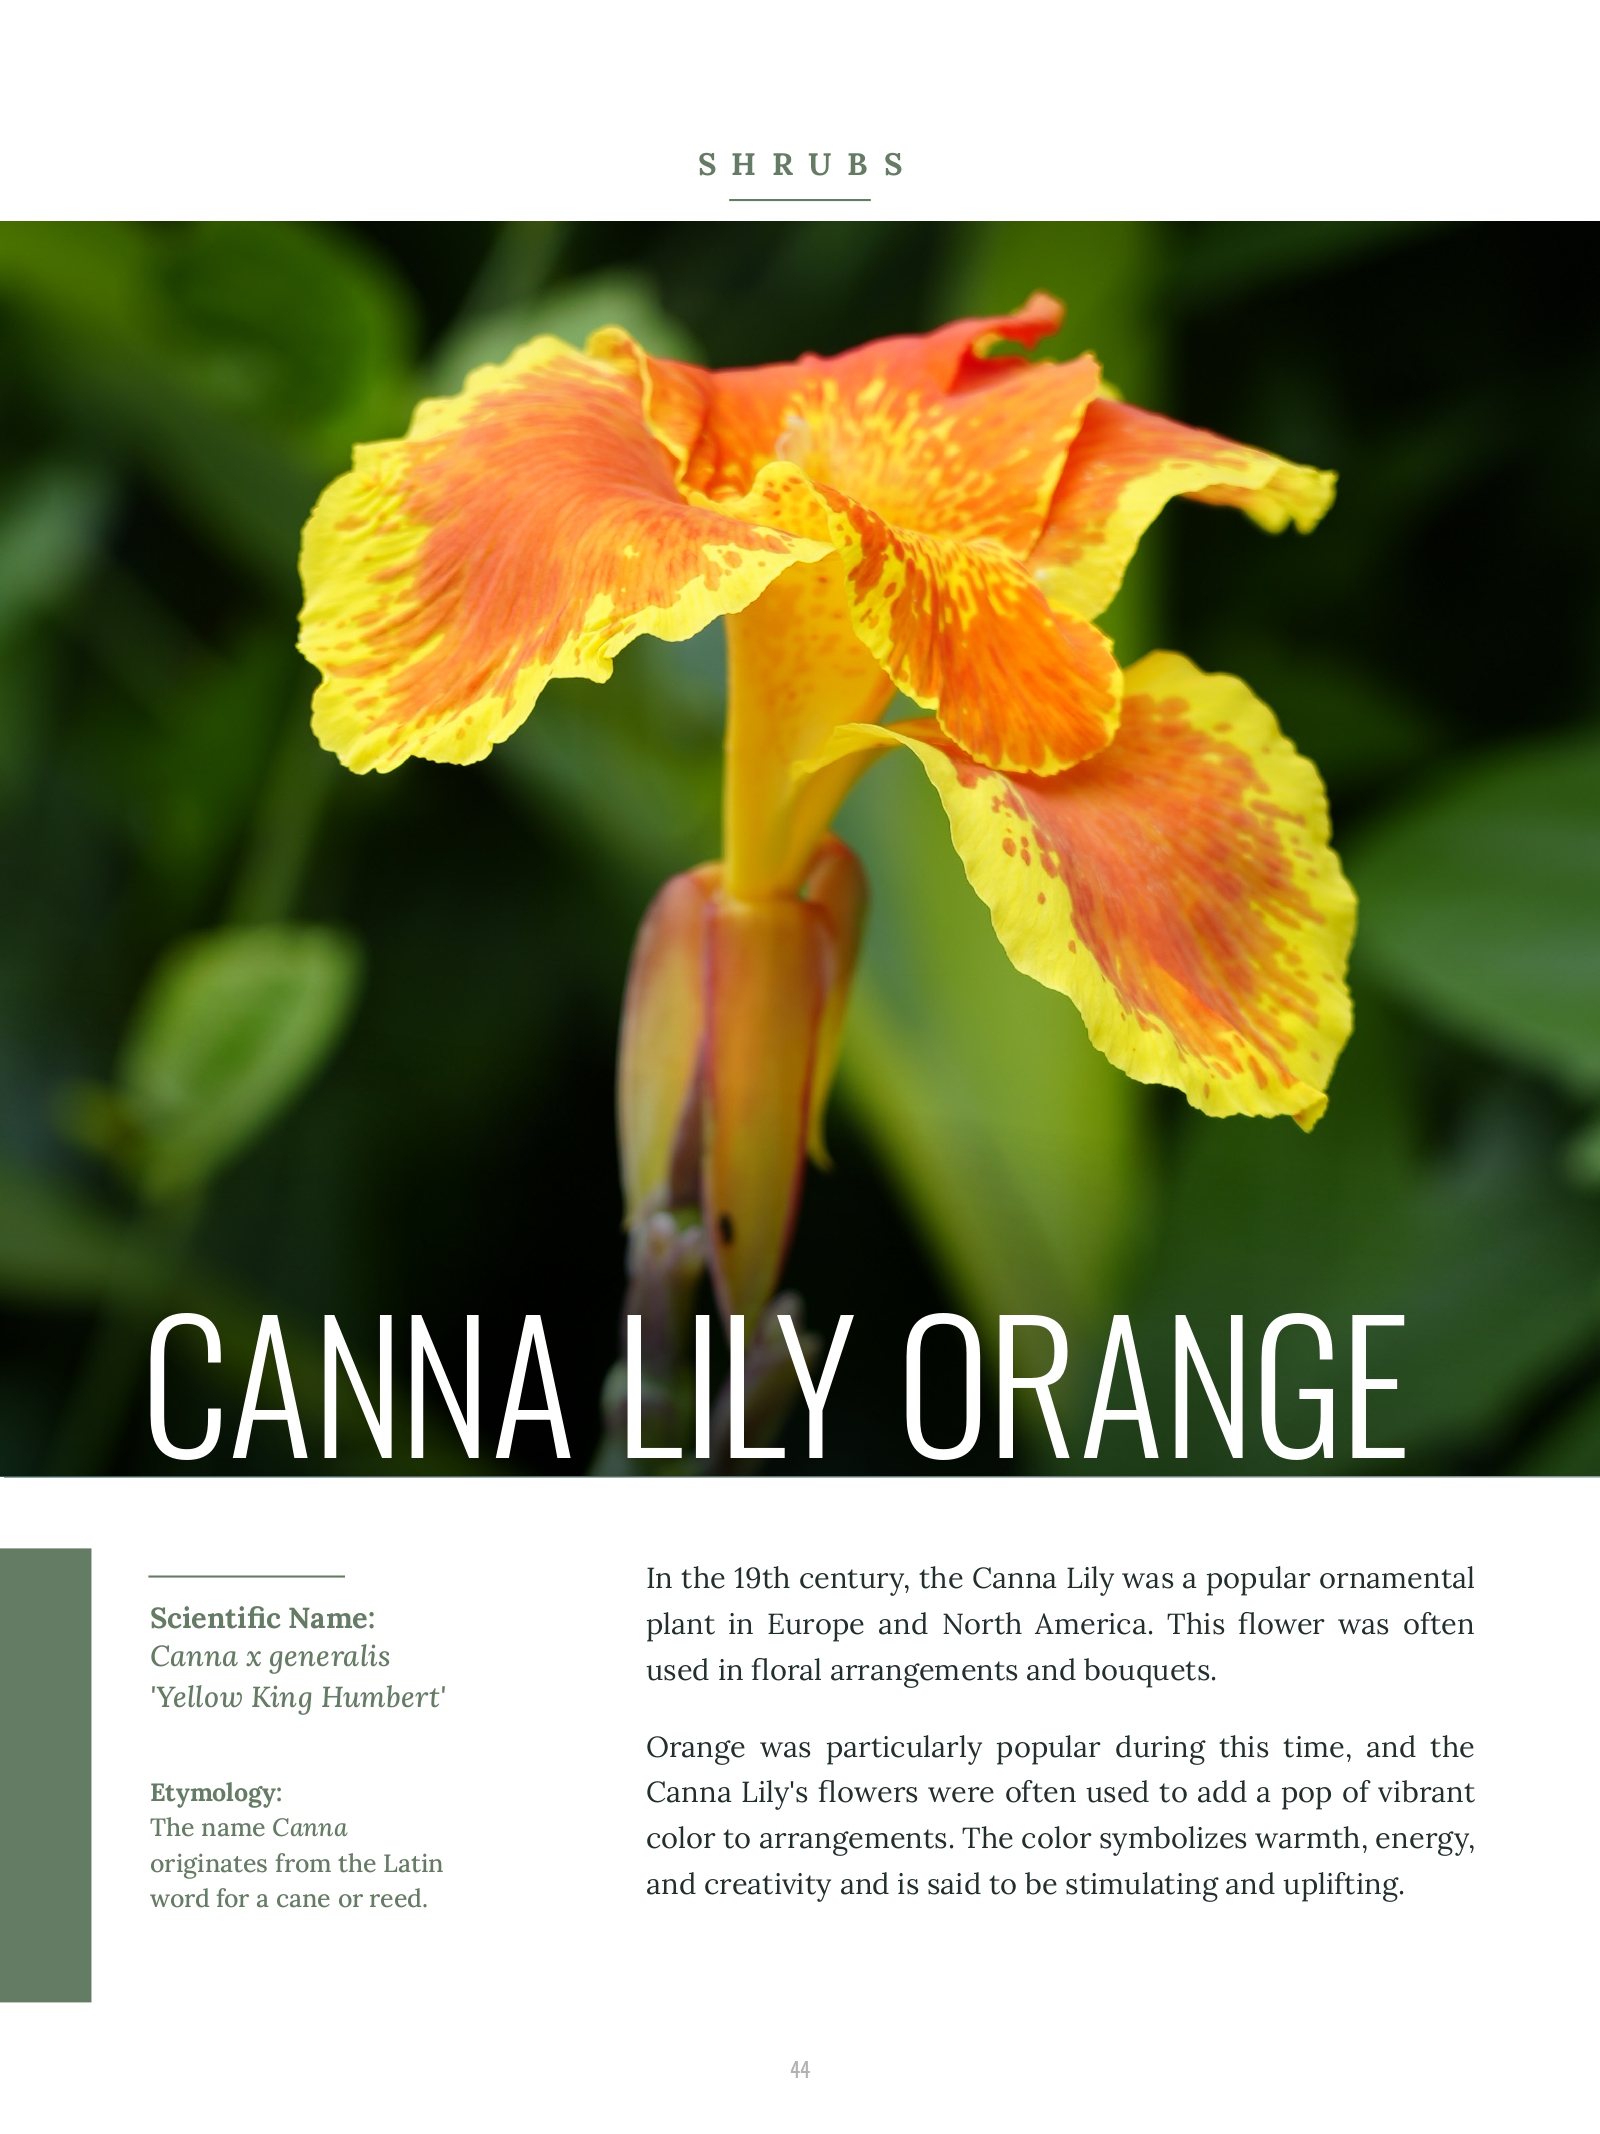 SHRUBS
CANNA LILY ORANGE
Scientific Name:
Canna x generalis
'Yellow King Humbert'
Etymology:
The name Canna
originates from the Latin
word for a cane or reed.
In the 19th century, the Canna Lily was a popular ornamental
plant in Europe and North America. This flower was often
used in floral arrangements and bouquets.
Orange was particularly popular during this time, and the
Canna Lily's flowers were often used to add a pop of vibrant
color to arrangements. The color symbolizes warmth, energy,
and creativity and is said to be stimulating and uplifting.
44